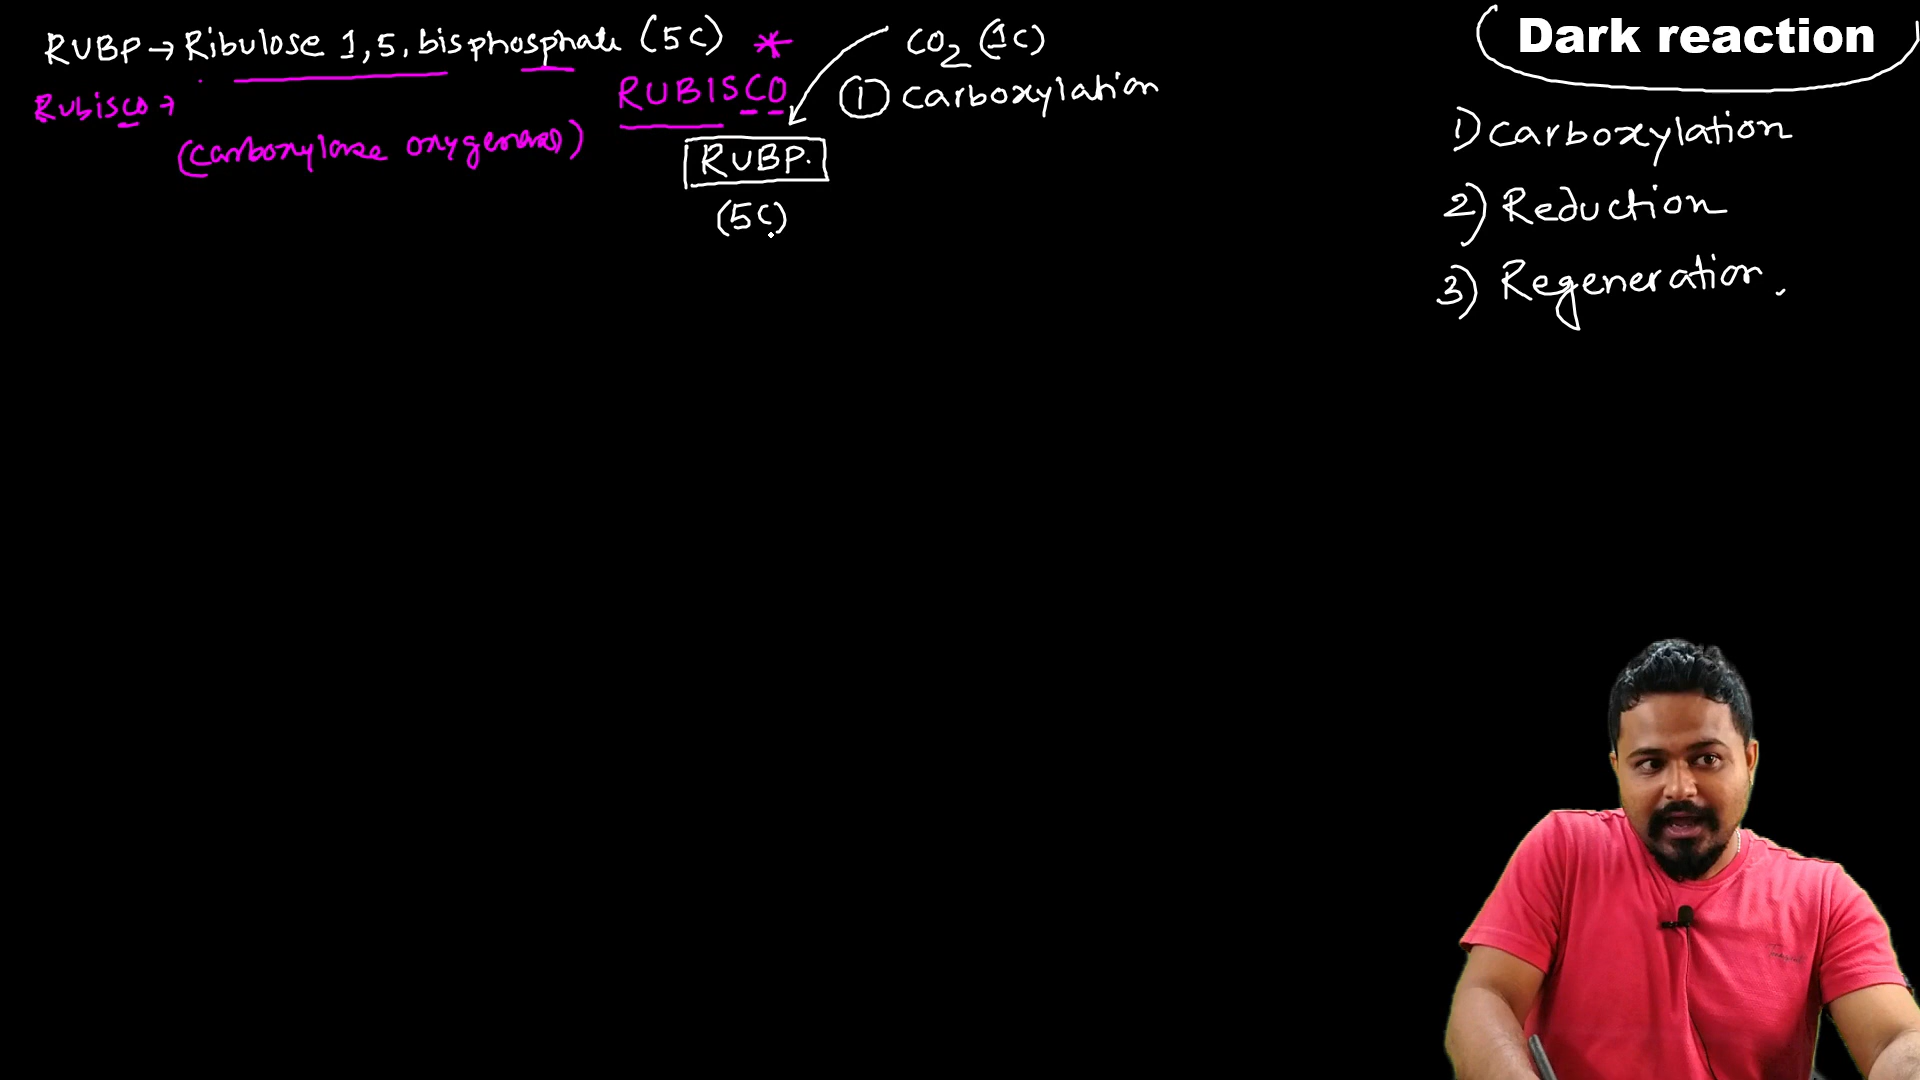 RUBP → Ribulose 1,5, bisphosphate (5C) *
Rubisco →
(carboxylase oxygenase)
RUBISCO
CO2 (1C)
① Carboxylation
RUBP.
(5C)
Dark reaction
1) Carboxylation
2) Reduction
3) Regeneration.